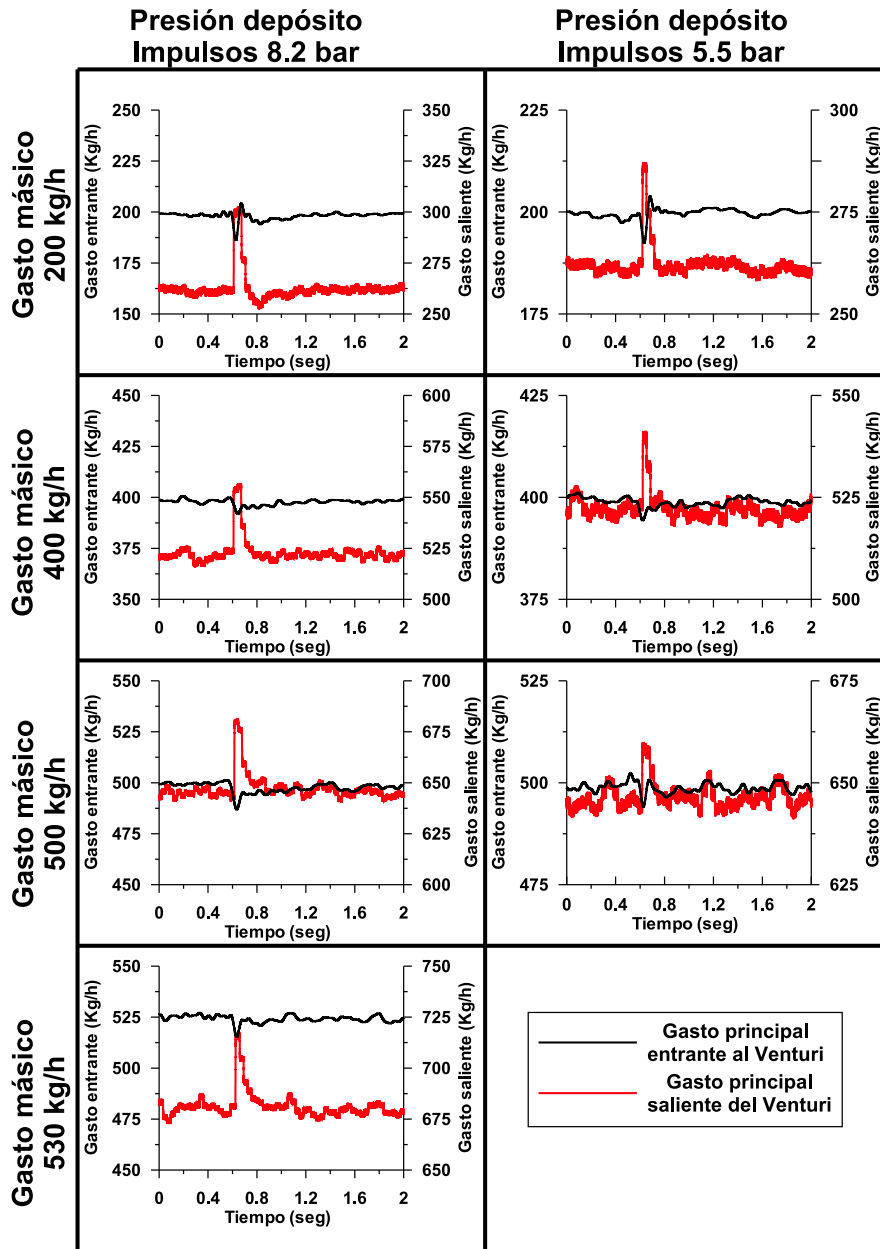 Presión depósito
Impulsos 8.2 bar
Presión depósito
Impulsos 5.5 bar
Gasto másico
200 kg/h
Gasto entrante (Kg/h)
250
225
200
175
150
350
325
300
275
250
Gasto saliente (Kg/h)
0 0.4 0.8 1.2 1.6 2
Tiempo (seg)
Gasto entrante (Kg/h)
225
200
175
300
275
250
Gasto saliente (Kg/h)
0 0.4 0.8 1.2 1.6 2
Tiempo (seg)
Gasto másico
400 kg/h
Gasto entrante (Kg/h)
450
425
400
375
350
600
575
550
525
500
Gasto saliente (Kg/h)
0 0.4 0.8 1.2 1.6 2
Tiempo (seg)
Gasto entrante (Kg/h)
425
400
375
550
525
500
Gasto saliente (Kg/h)
0 0.4 0.8 1.2 1.6 2
Tiempo (seg)
Gasto másico
500 kg/h
Gasto entrante (Kg/h)
550
525
500
475
450
700
675
650
625
600
Gasto saliente (Kg/h)
0 0.4 0.8 1.2 1.6 2
Tiempo (seg)
Gasto entrante (Kg/h)
525
500
475
675
650
625
Gasto saliente (Kg/h)
0 0.4 0.8 1.2 1.6 2
Tiempo (seg)
Gasto másico
530 kg/h
Gasto entrante (Kg/h)
550
525
500
475
450
750
725
700
675
650
Gasto saliente (Kg/h)
0 0.4 0.8 1.2 1.6 2
Tiempo (seg)
Gasto principal
entrante al Venturi
Gasto principal
saliente del Venturi